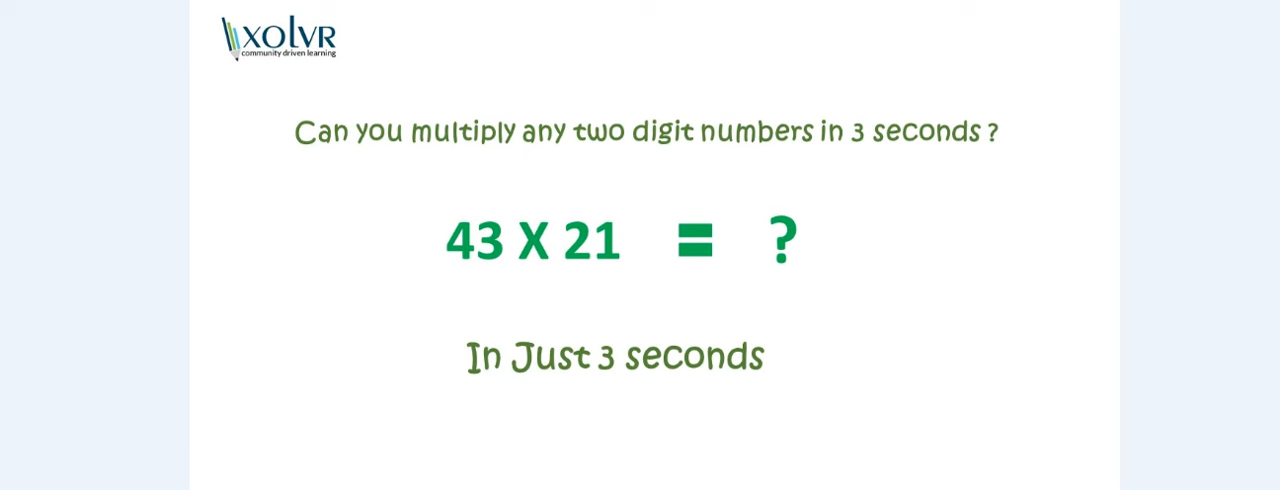 xolvr
community driven learning
Can you multiply any two digit numbers in 3 seconds ?
43 X 21 = ?
In Just 3 seconds